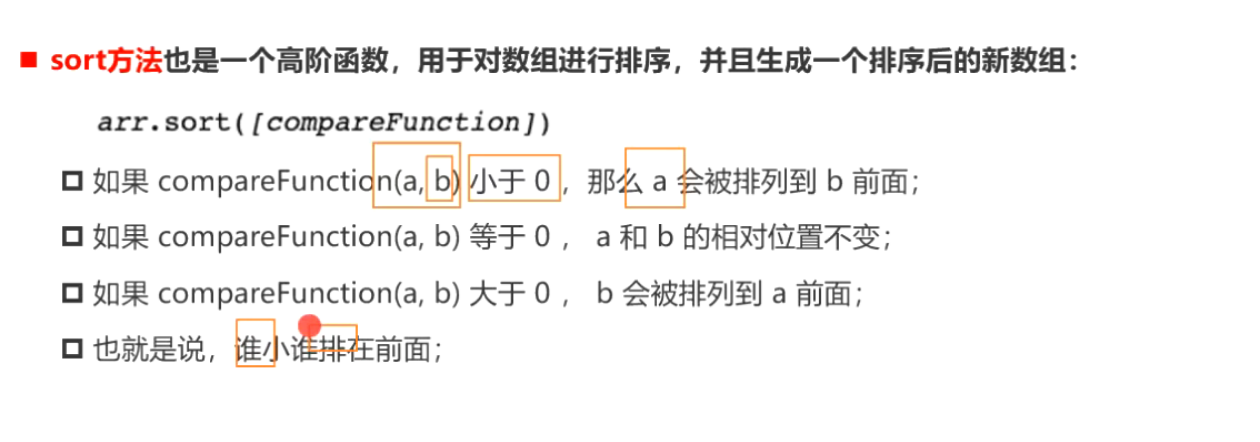 sort方法也是一个高阶函数，用于对数组进行排序，并且生成一个排序后的新数组：
arr.sort([compareFunction])
如果 compareFunction(a, b) 小于 0 ，那么 a 会被排列到 b 前面；
如果 compareFunction(a, b) 等于 0 ， a 和 b 的相对位置不变；
如果 compareFunction(a, b) 大于 0 ， b 会被排列到 a 前面；
也就是说，谁小谁排在前面；